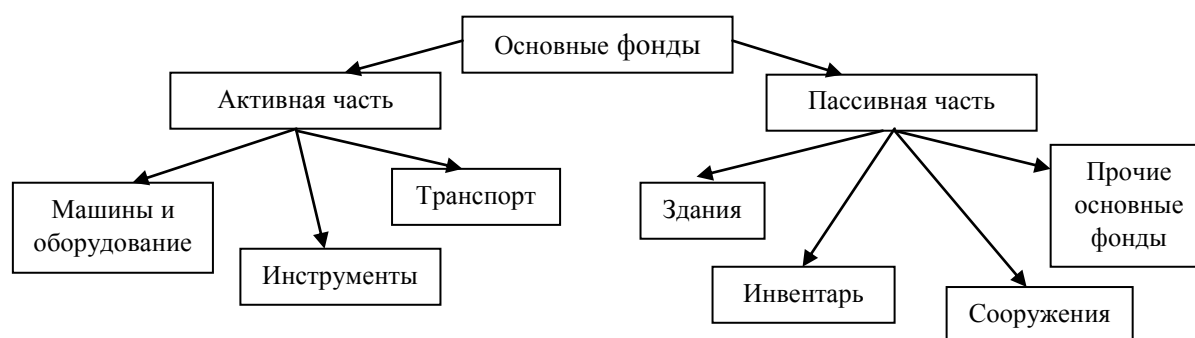 Основные фонды
Активная часть
Пассивная часть
Машины и
оборудование
Инструменты
Транспорт
Здания
Инвентарь
Сооружения
Прочие
основные
фонды